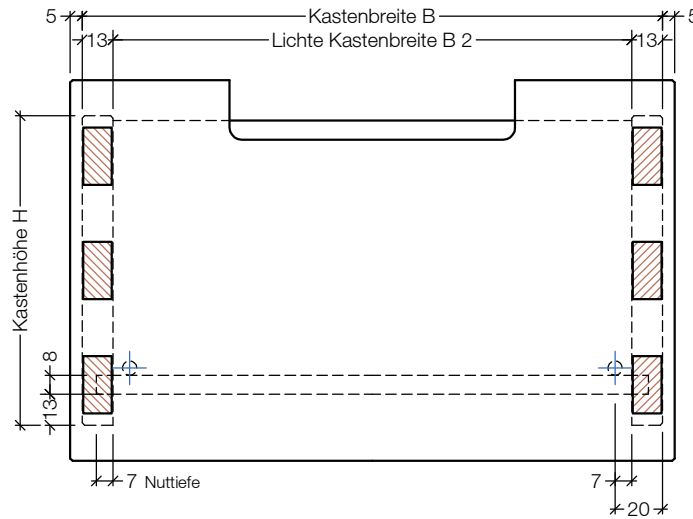 5 Kastenbreite B 5
13 Lichte Kastenbreite B 2 13
Kastenhöhe H
8
13
7 Nuttiefe 7
20